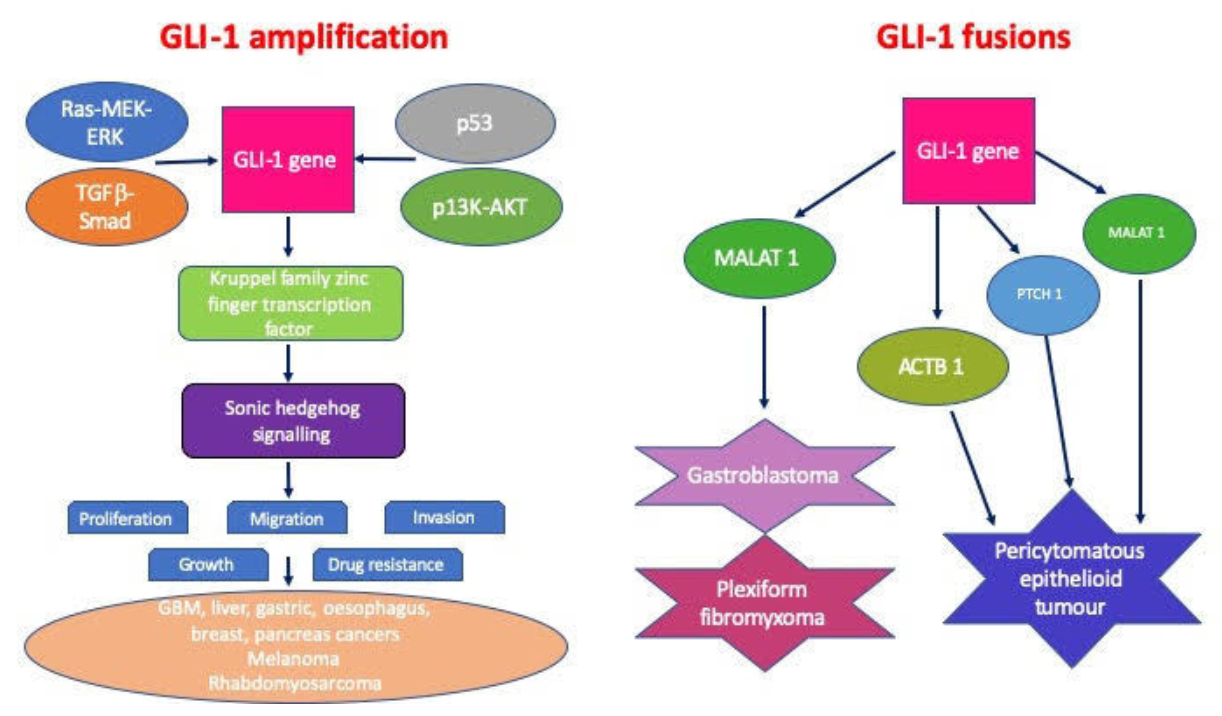 GLI-1 amplification
Ras-MEK-
ERK
TGFβ-
Smad
GLI-1 gene
p53
p13K-AKT
Kruppel family zinc
finger transcription
factor
Sonic hedgehog
signalling
Proliferation
Migration
Invasion
Growth
Drug resistance
GBM, liver, gastric, oesophagus,
breast, pancreas cancers
Melanoma
Rhabdomyosarcoma
GLI-1 fusions
GLI-1 gene
MALAT 1
MALAT 1
PTCH 1
ACTB 1
Gastroblastoma
Plexiform
fibromyxoma
Pericytomatous
epithelioid
tumour